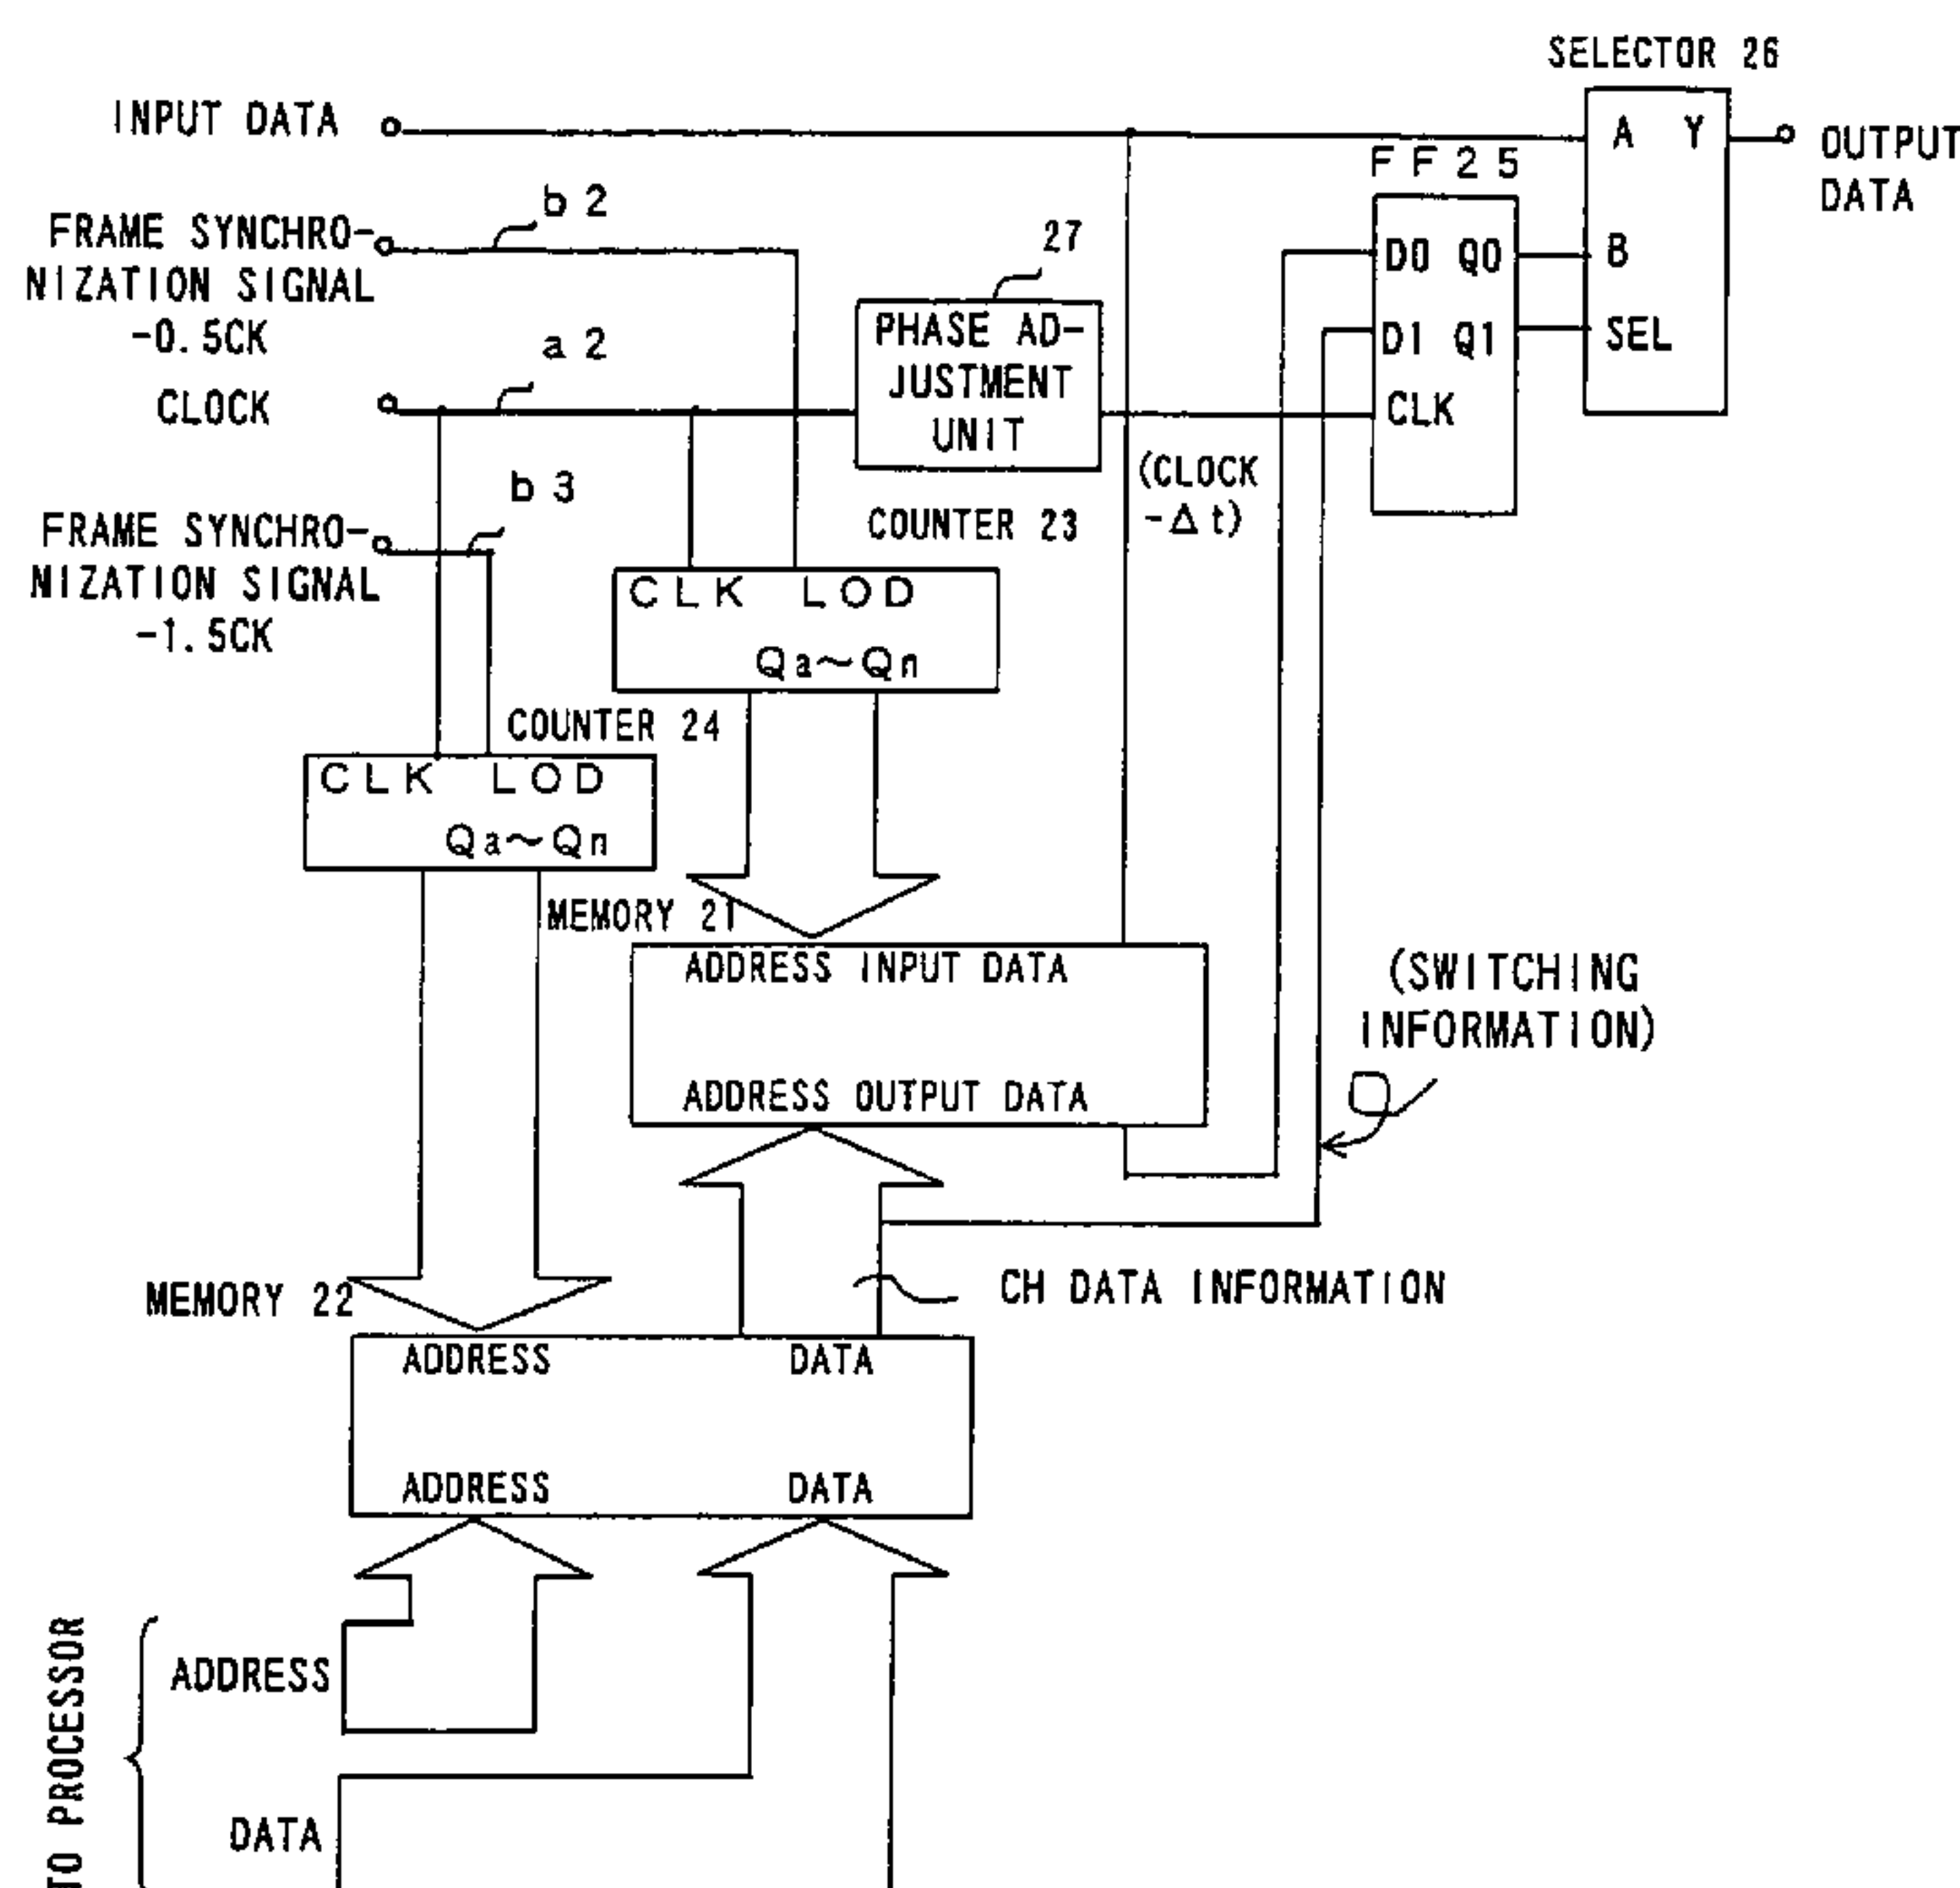 SELECTOR 26
INPUT DATA
A Y
OUTPUT
DATA
FF25
b2
FRAME SYNCHRO-
NIZATION SIGNAL
-0.5CK
27
PHASE AD-
JUSTMENT
UNIT
D0 Q0
B
D1 Q1
SEL
CLK
a2
CLOCK
(CLOCK
-Δt)
b3
FRAME SYNCHRO-
NIZATION SIGNAL
-1.5CK
COUNTER 23
CLK LOD
Qa~Qn
COUNTER 24
CLK LOD
Qa~Qn
MEMORY 21
ADDRESS INPUT DATA
ADDRESS OUTPUT DATA
(SWITCHING
INFORMATION)
CH DATA INFORMATION
MEMORY 22
ADDRESS DATA
ADDRESS DATA
TO PROCESSOR
ADDRESS
DATA